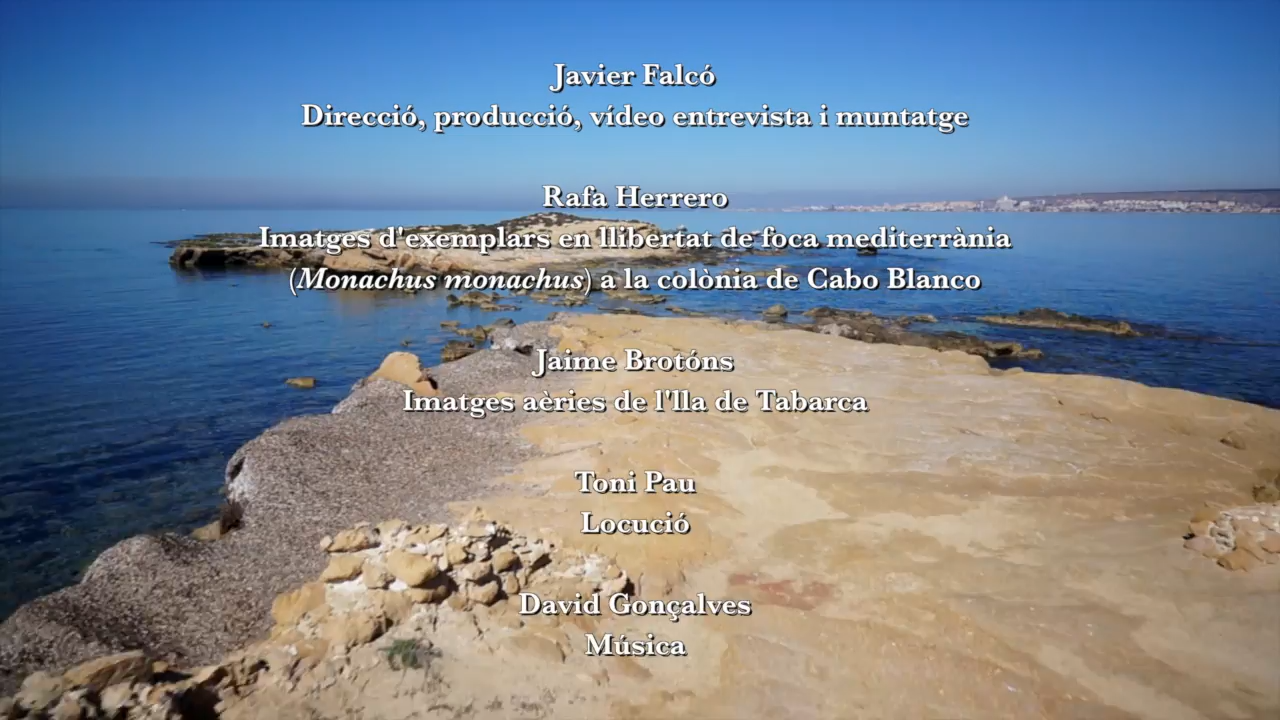 Javier Falcó
Direcció, producció, vídeo entrevista i muntatge
Rafa Herrero
Imatges d'exemplars en llibertat de foca mediterrània
(Monachus monachus) a la colònia de Cabo Blanco
Jaime Brotóns
Imatges aèries de l'lla de Tabarca
Toni Pau
Locució
David Gonçalves
Música